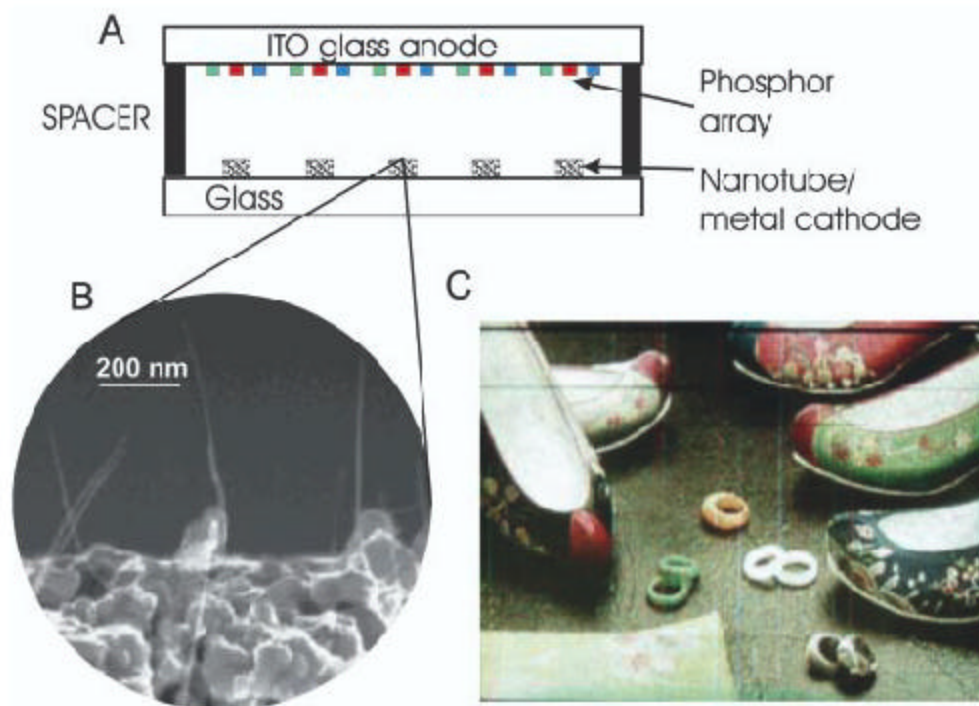 A
ITO glass anode
SPACER
Phosphor
array
Glass
Nanotube/
metal cathode
B
C
200 nm